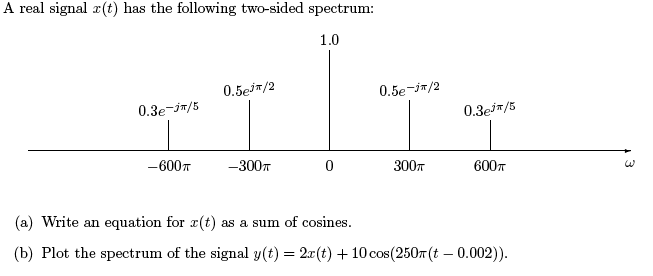 A real signal x(t) has the following two-sided spectrum:
1.0
0.5e^{jπ/2} 0.5e^{-jπ/2}
0.3e^{-jπ/5} 0.3e^{jπ/5}
−600π −300π 0 300π 600π ω
(a) Write an equation for x(t) as a sum of cosines.
(b) Plot the spectrum of the signal y(t) = 2x(t) + 10 cos(250π(t − 0.002)).